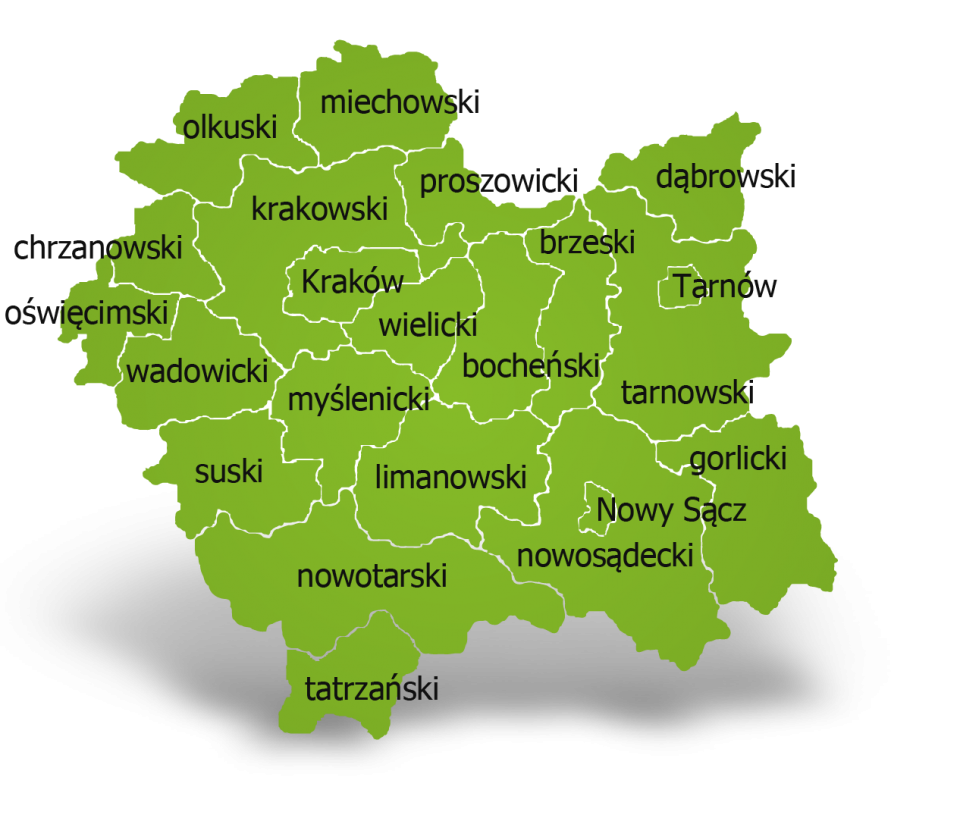 miechowski
olkuski
dąbrowski
proszowicki
krakowski
brzeski
chrzanowski
Kraków
Tarnów
oświęcimski
wielicki
bocheński
wadowicki
tarnowski
myślenicki
gorlicki
suski
limanowski
Nowy Sącz
nowosądecki
nowotarski
tatrzański